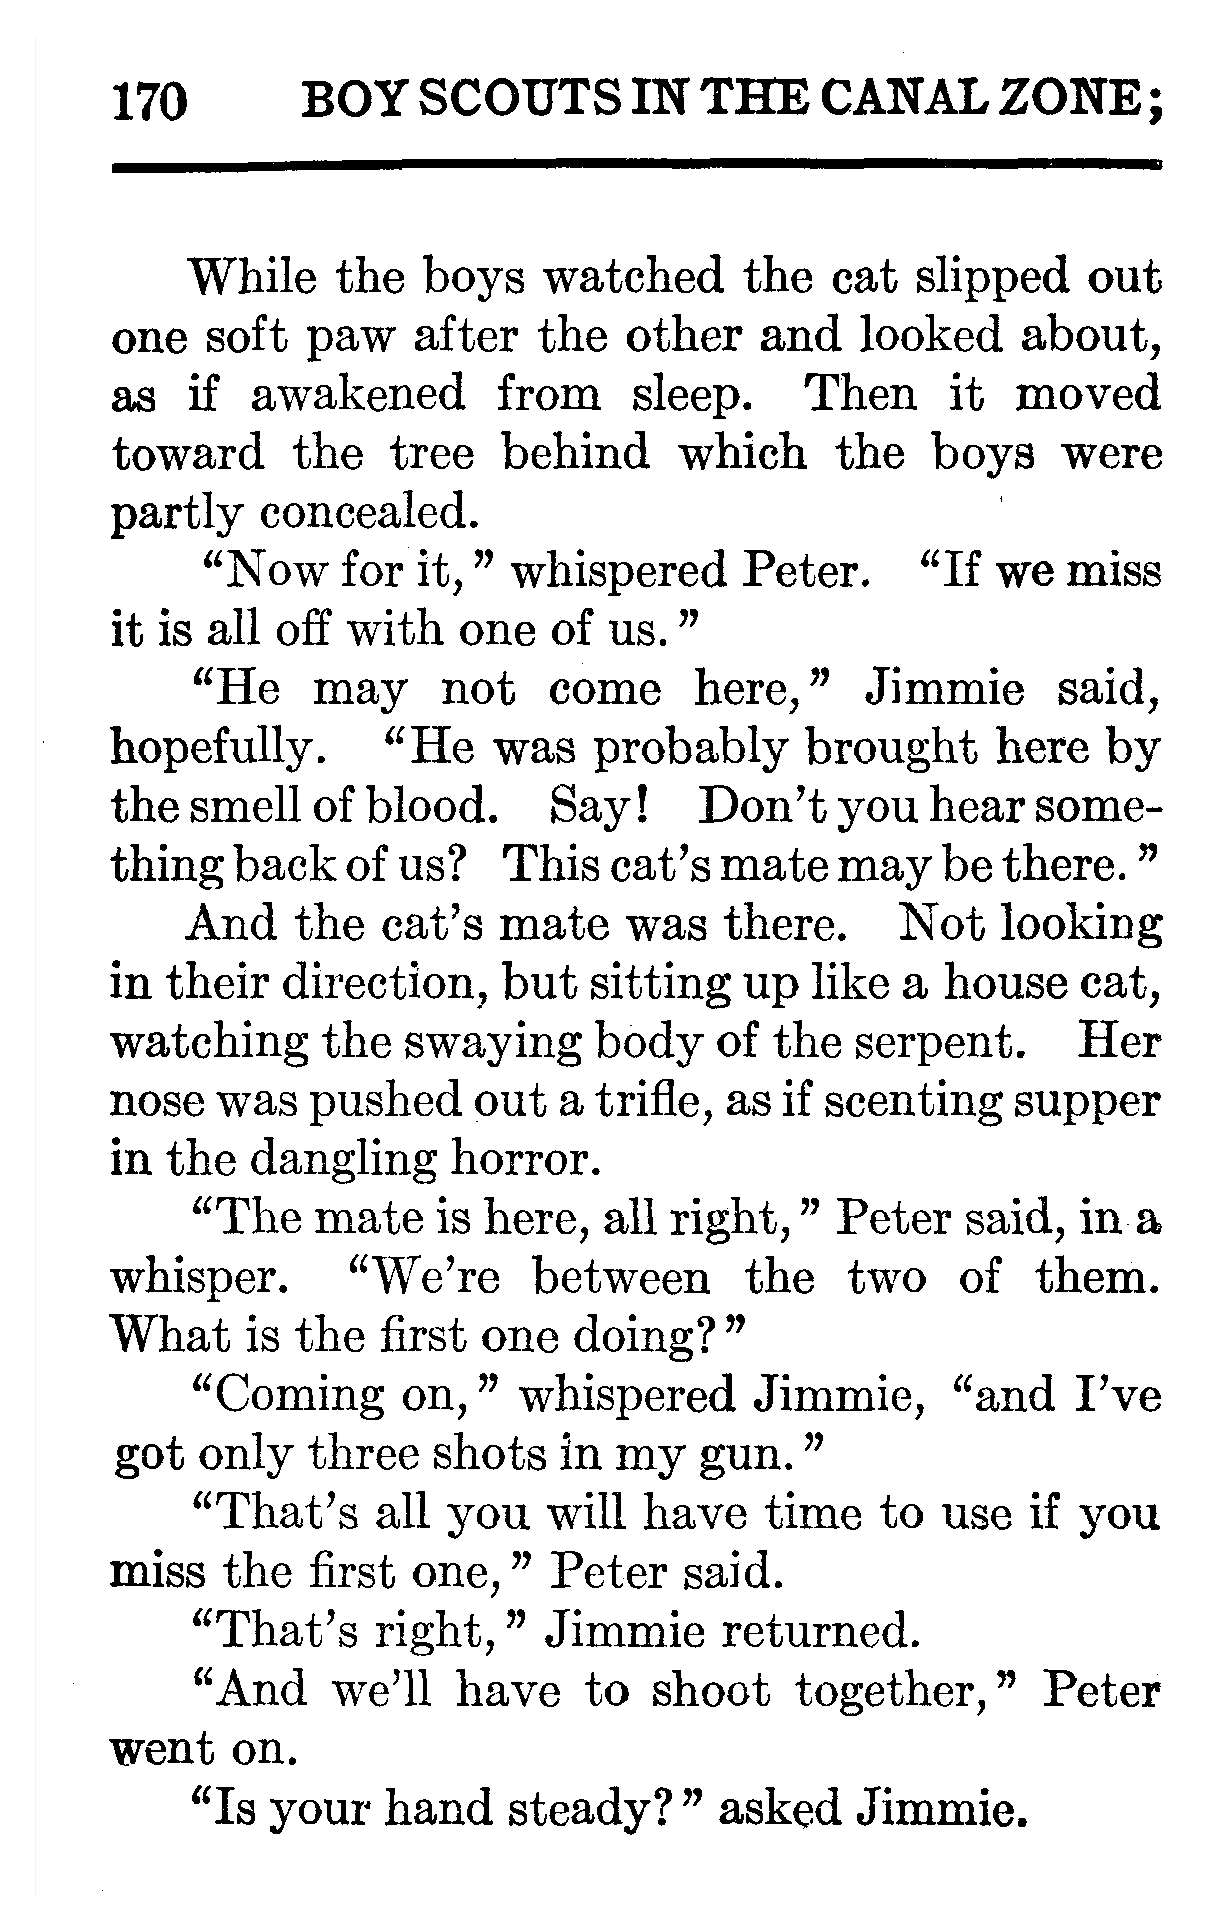 170 BOY SCOUTS IN THE CANAL ZONE;
While the boys watched the cat slipped out
one soft paw after the other and looked about,
as if awakened from sleep. Then it moved
toward the tree behind which the boys were
partly concealed.
“Now for it,” whispered Peter. “If we miss
it is all off with one of us.”
“He may not come here,” Jimmie said,
hopefully. “He was probably brought here by
the smell of blood. Say! Don’t you hear some-
thing back of us? This cat’s mate may be there.”
And the cat’s mate was there. Not looking
in their direction, but sitting up like a house cat,
watching the swaying body of the serpent. Her
nose was pushed out a trifle, as if scenting supper
in the dangling horror.
“The mate is here, all right,” Peter said, in a
whisper. “We’re between the two of them.
What is the first one doing?”
“Coming on,” whispered Jimmie, “and I’ve
got only three shots in my gun.”
“That’s all you will have time to use if you
miss the first one,” Peter said.
“That’s right,” Jimmie returned.
“And we’ll have to shoot together,” Peter
went on.
“Is your hand steady?” asked Jimmie.